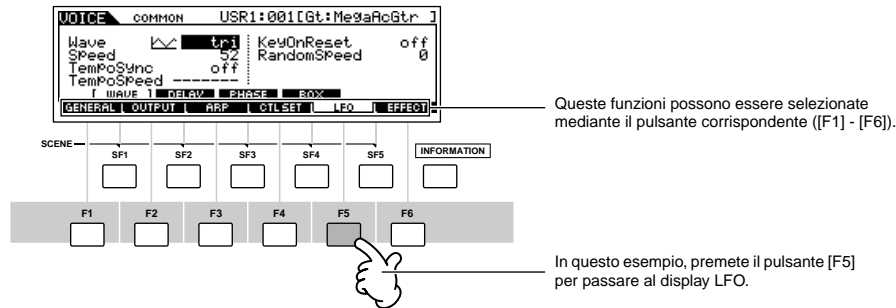 VOICE COMMON USR1:001[Gt:MegaAcGtr ]
Wave tri KeyOnReset off
Speed 52 RandomSpeed 0
TempoSync off
TempoSpeed --------
[ WAVE ] DELAY PHASE BOX
GENERAL OUTPUT ARP CTL SET LFO EFFECT
Queste funzioni possono essere selezionate
mediante il pulsante corrispondente ([F1] - [F6]).
SCENE
SF1 SF2 SF3 SF4 SF5 INFORMATION
F1 F2 F3 F4 F5 F6
In questo esempio, premete il pulsante [F5]
per passare al display LFO.